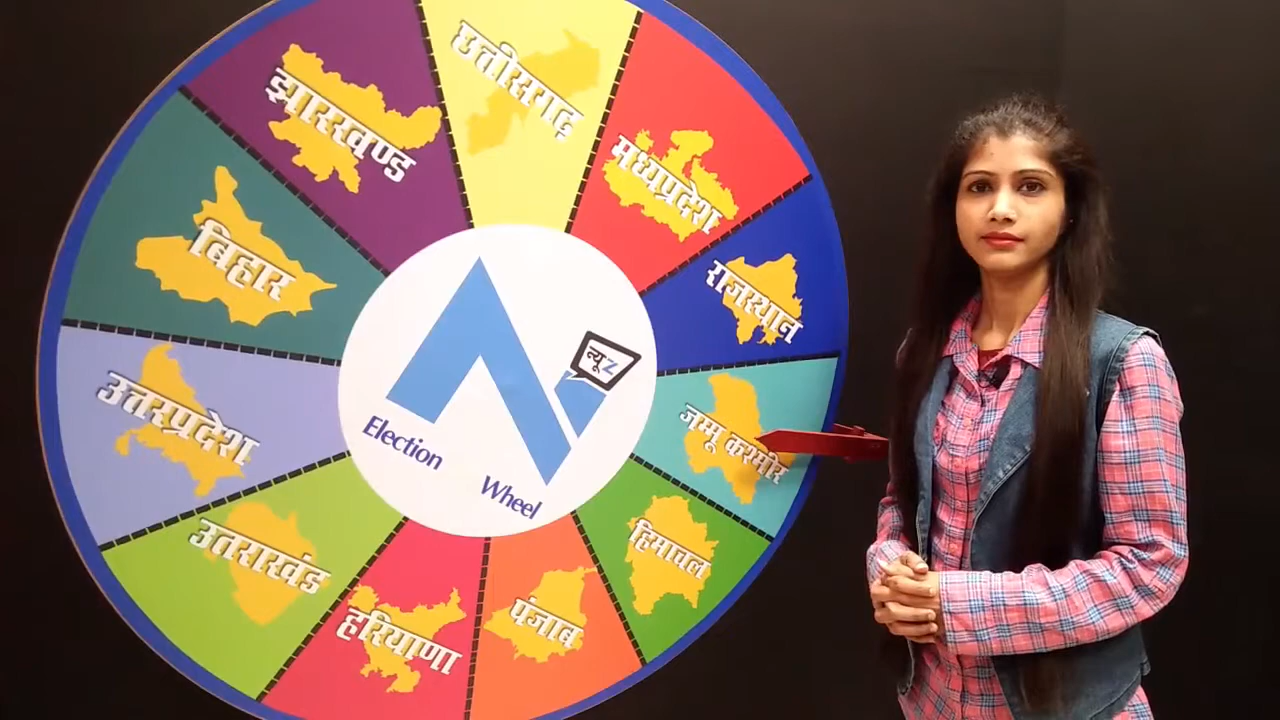 छत्तीसगढ़
मध्यप्रदेश
राजस्थान
जम्मू कश्मीर
हिमाचल
पंजाब
हरियाणा
उत्तराखंड
उत्तरप्रदेश
बिहार
झारखण्ड
न्यूZ
Election Wheel